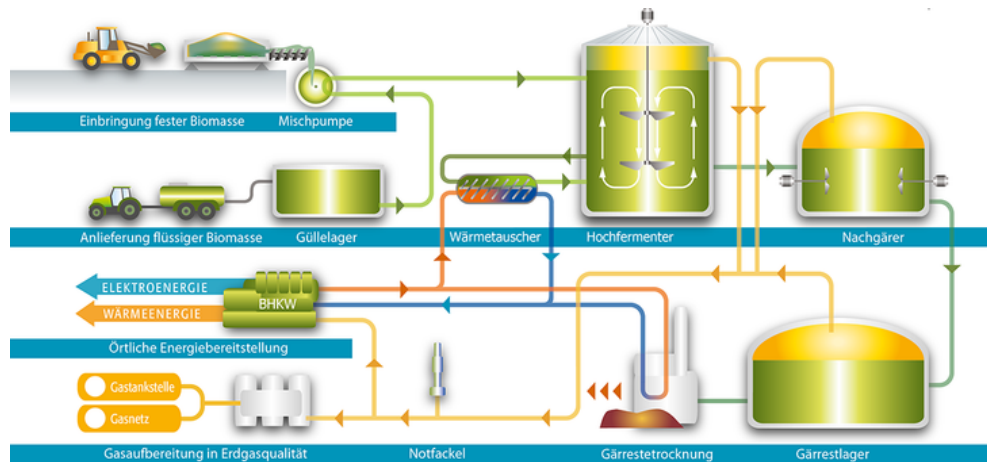 Einbringung fester Biomasse
Mischpumpe
Anlieferung flüssiger Biomasse
Güllelager
Wärmetauscher
Hochfermenter
Nachgärer
ELEKTROENERGIE
WÄRMEENERGIE
BHKW
Örtliche Energiebereitstellung
Gastankstelle
Gasnetz
Gasaufbereitung in Erdgasqualität
Notfackel
Gärrestetrocknung
Gärrestlager